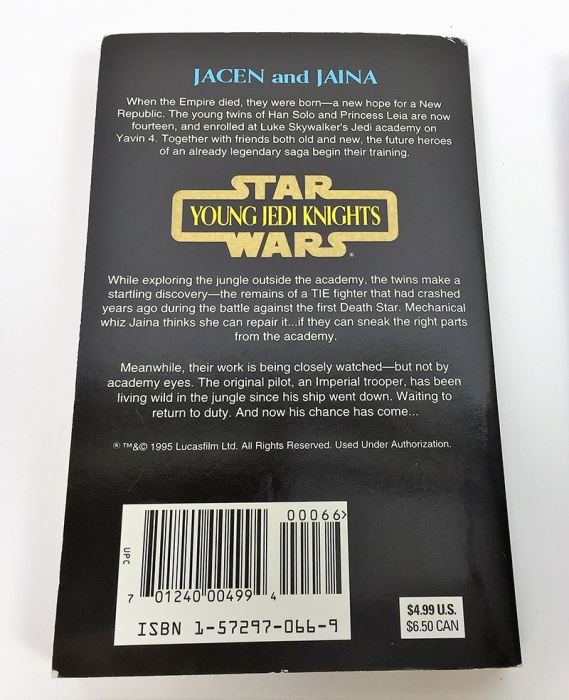 JACEN and JAINA
When the Empire died, they were born—a new hope for a New
Republic. The young twins of Han Solo and Princess Leia are now
fourteen, and enrolled at Luke Skywalker's Jedi academy on
Yavin 4. Together with friends both old and new, the future heroes
of an already legendary saga begin their training.
STAR
YOUNG JEDI KNIGHTS
WARS®
While exploring the jungle outside the academy, the twins make a
startling discovery—the remains of a TIE fighter that had crashed
years ago during the battle against the first Death Star. Mechanical
whiz Jaina thinks she can repair it...if they can sneak the right parts
from the academy.
Meanwhile, their work is being closely watched—but not by
academy eyes. The original pilot, an Imperial trooper, has been
living wild in the jungle since his ship went down. Waiting to
return to duty. And now his chance has come...
® ™&© 1995 Lucasfilm Ltd. All Rights Reserved. Used Under Authorization.
00066>
UPC
7 01240 00499 4
ISBN 1-57297-066-9
$4.99 U.S.
$6.50 CAN